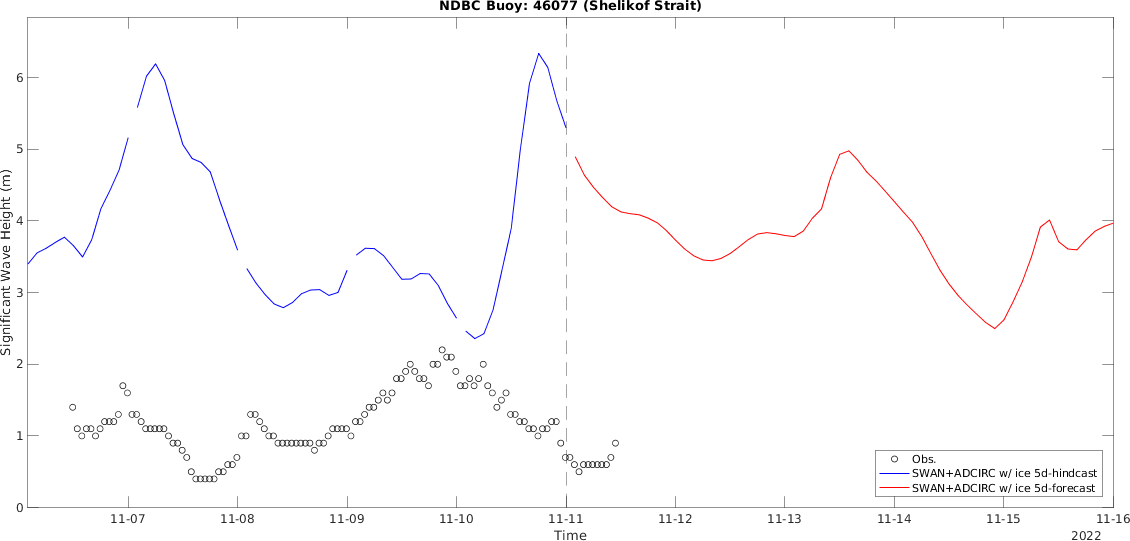 NDBC Buoy: 46077 (Shelikof Strait)
Significant Wave Height (m)
6
5
4
3
2
1
0
11-07 11-08 11-09 11-10 11-11 11-12 11-13 11-14 11-15 11-16
Time
2022
Obs.
SWAN+ADCIRC w/ ice 5d-hindcast
SWAN+ADCIRC w/ ice 5d-forecast